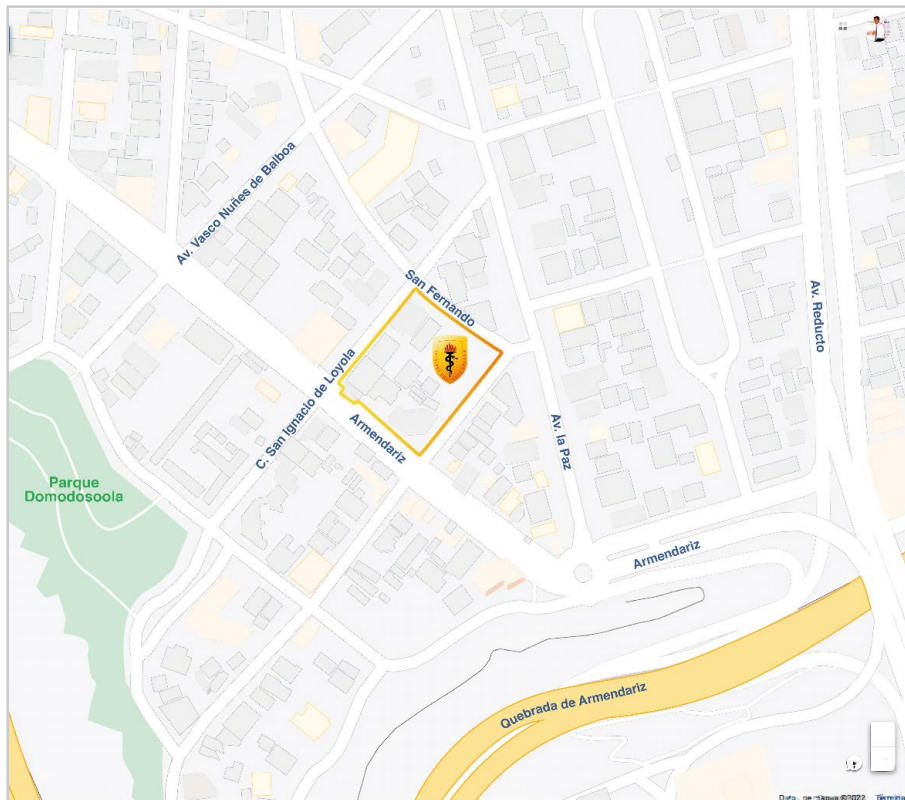 Av. Vasco Nuñes de Balboa
San Fernando
C. San Ignacio de Loyola
Armendariz
Av. la Paz
Av. Reducto
Parque
Domodosoola
Armendariz
Quebrada de Armendariz
©2022